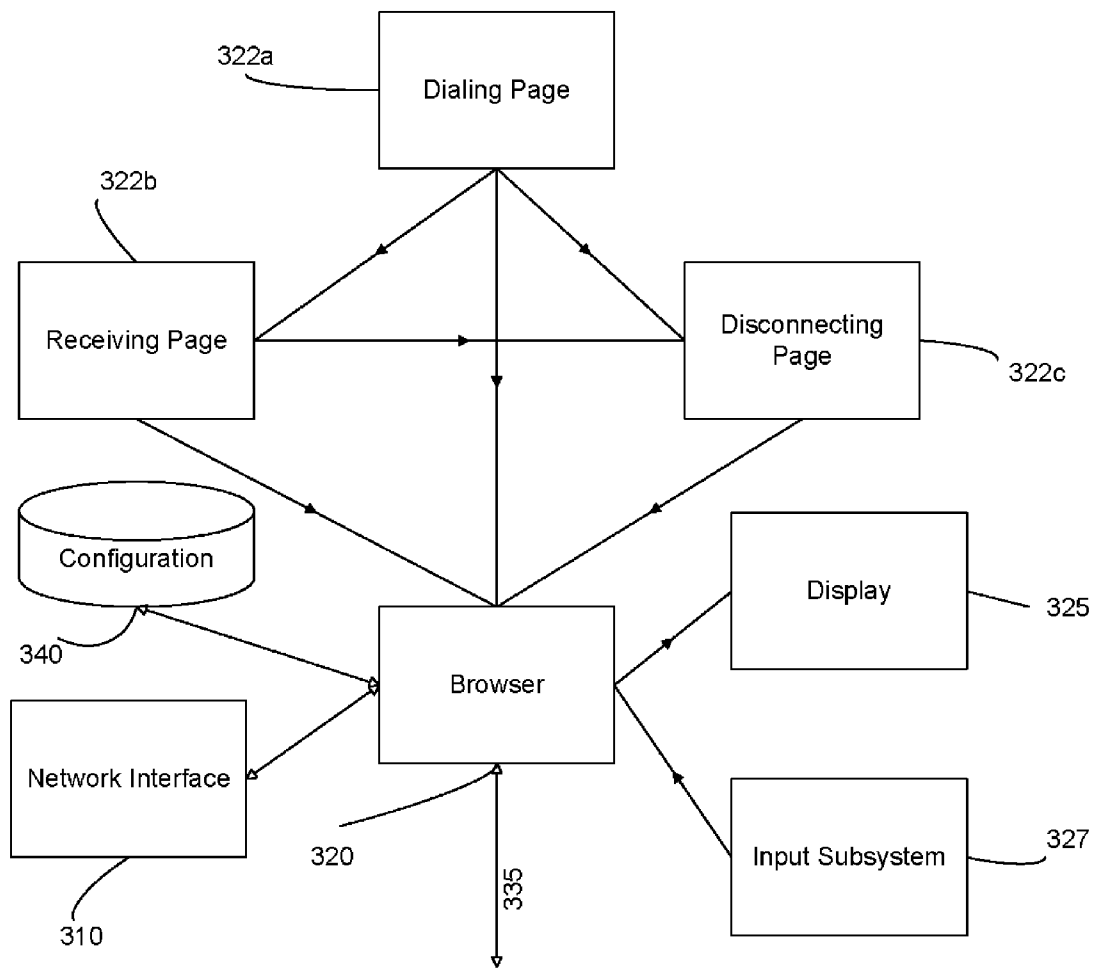 322a
Dialing Page
322b
Receiving Page
Disconnecting
Page
322c
Configuration
340
Display
325
Browser
Network Interface
310
320
335
Input Subsystem
327